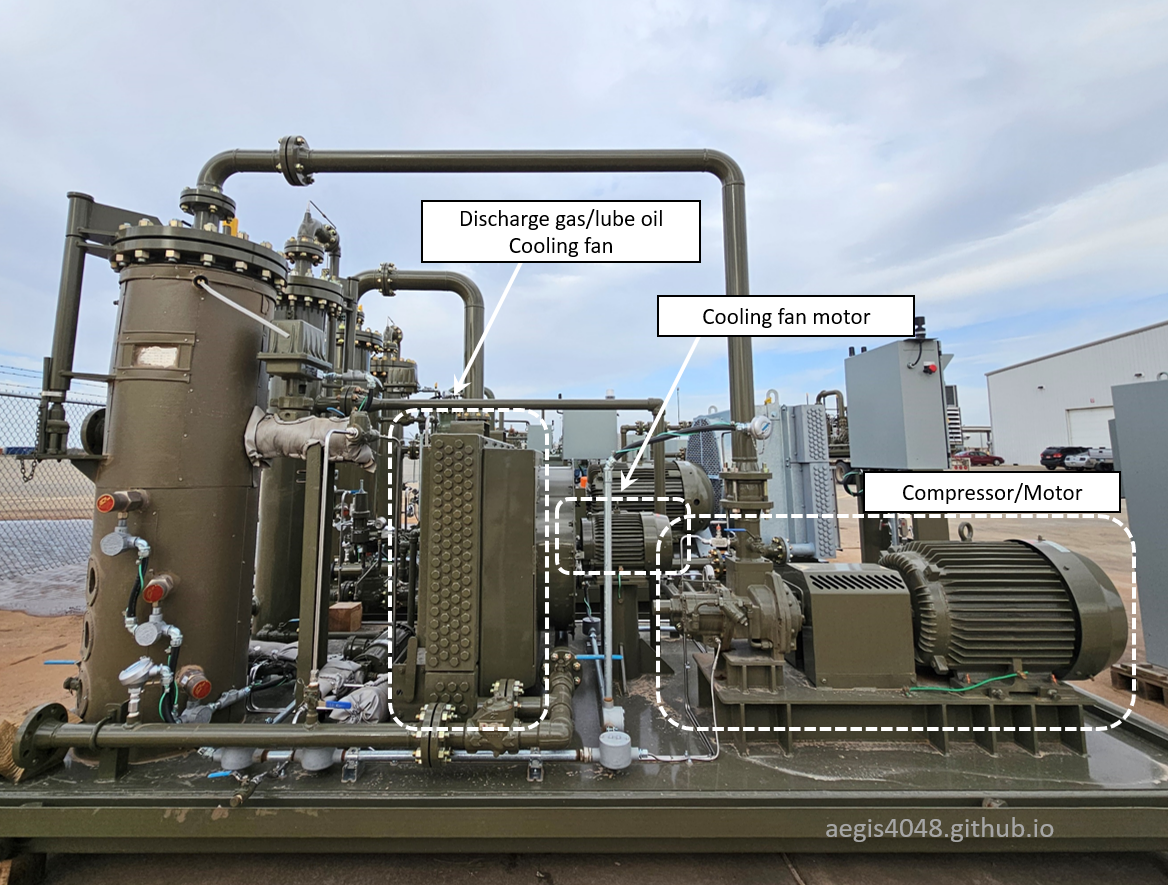 Discharge gas/lube oil
Cooling fan
Cooling fan motor
Compressor/Motor
aegis4048.github.io